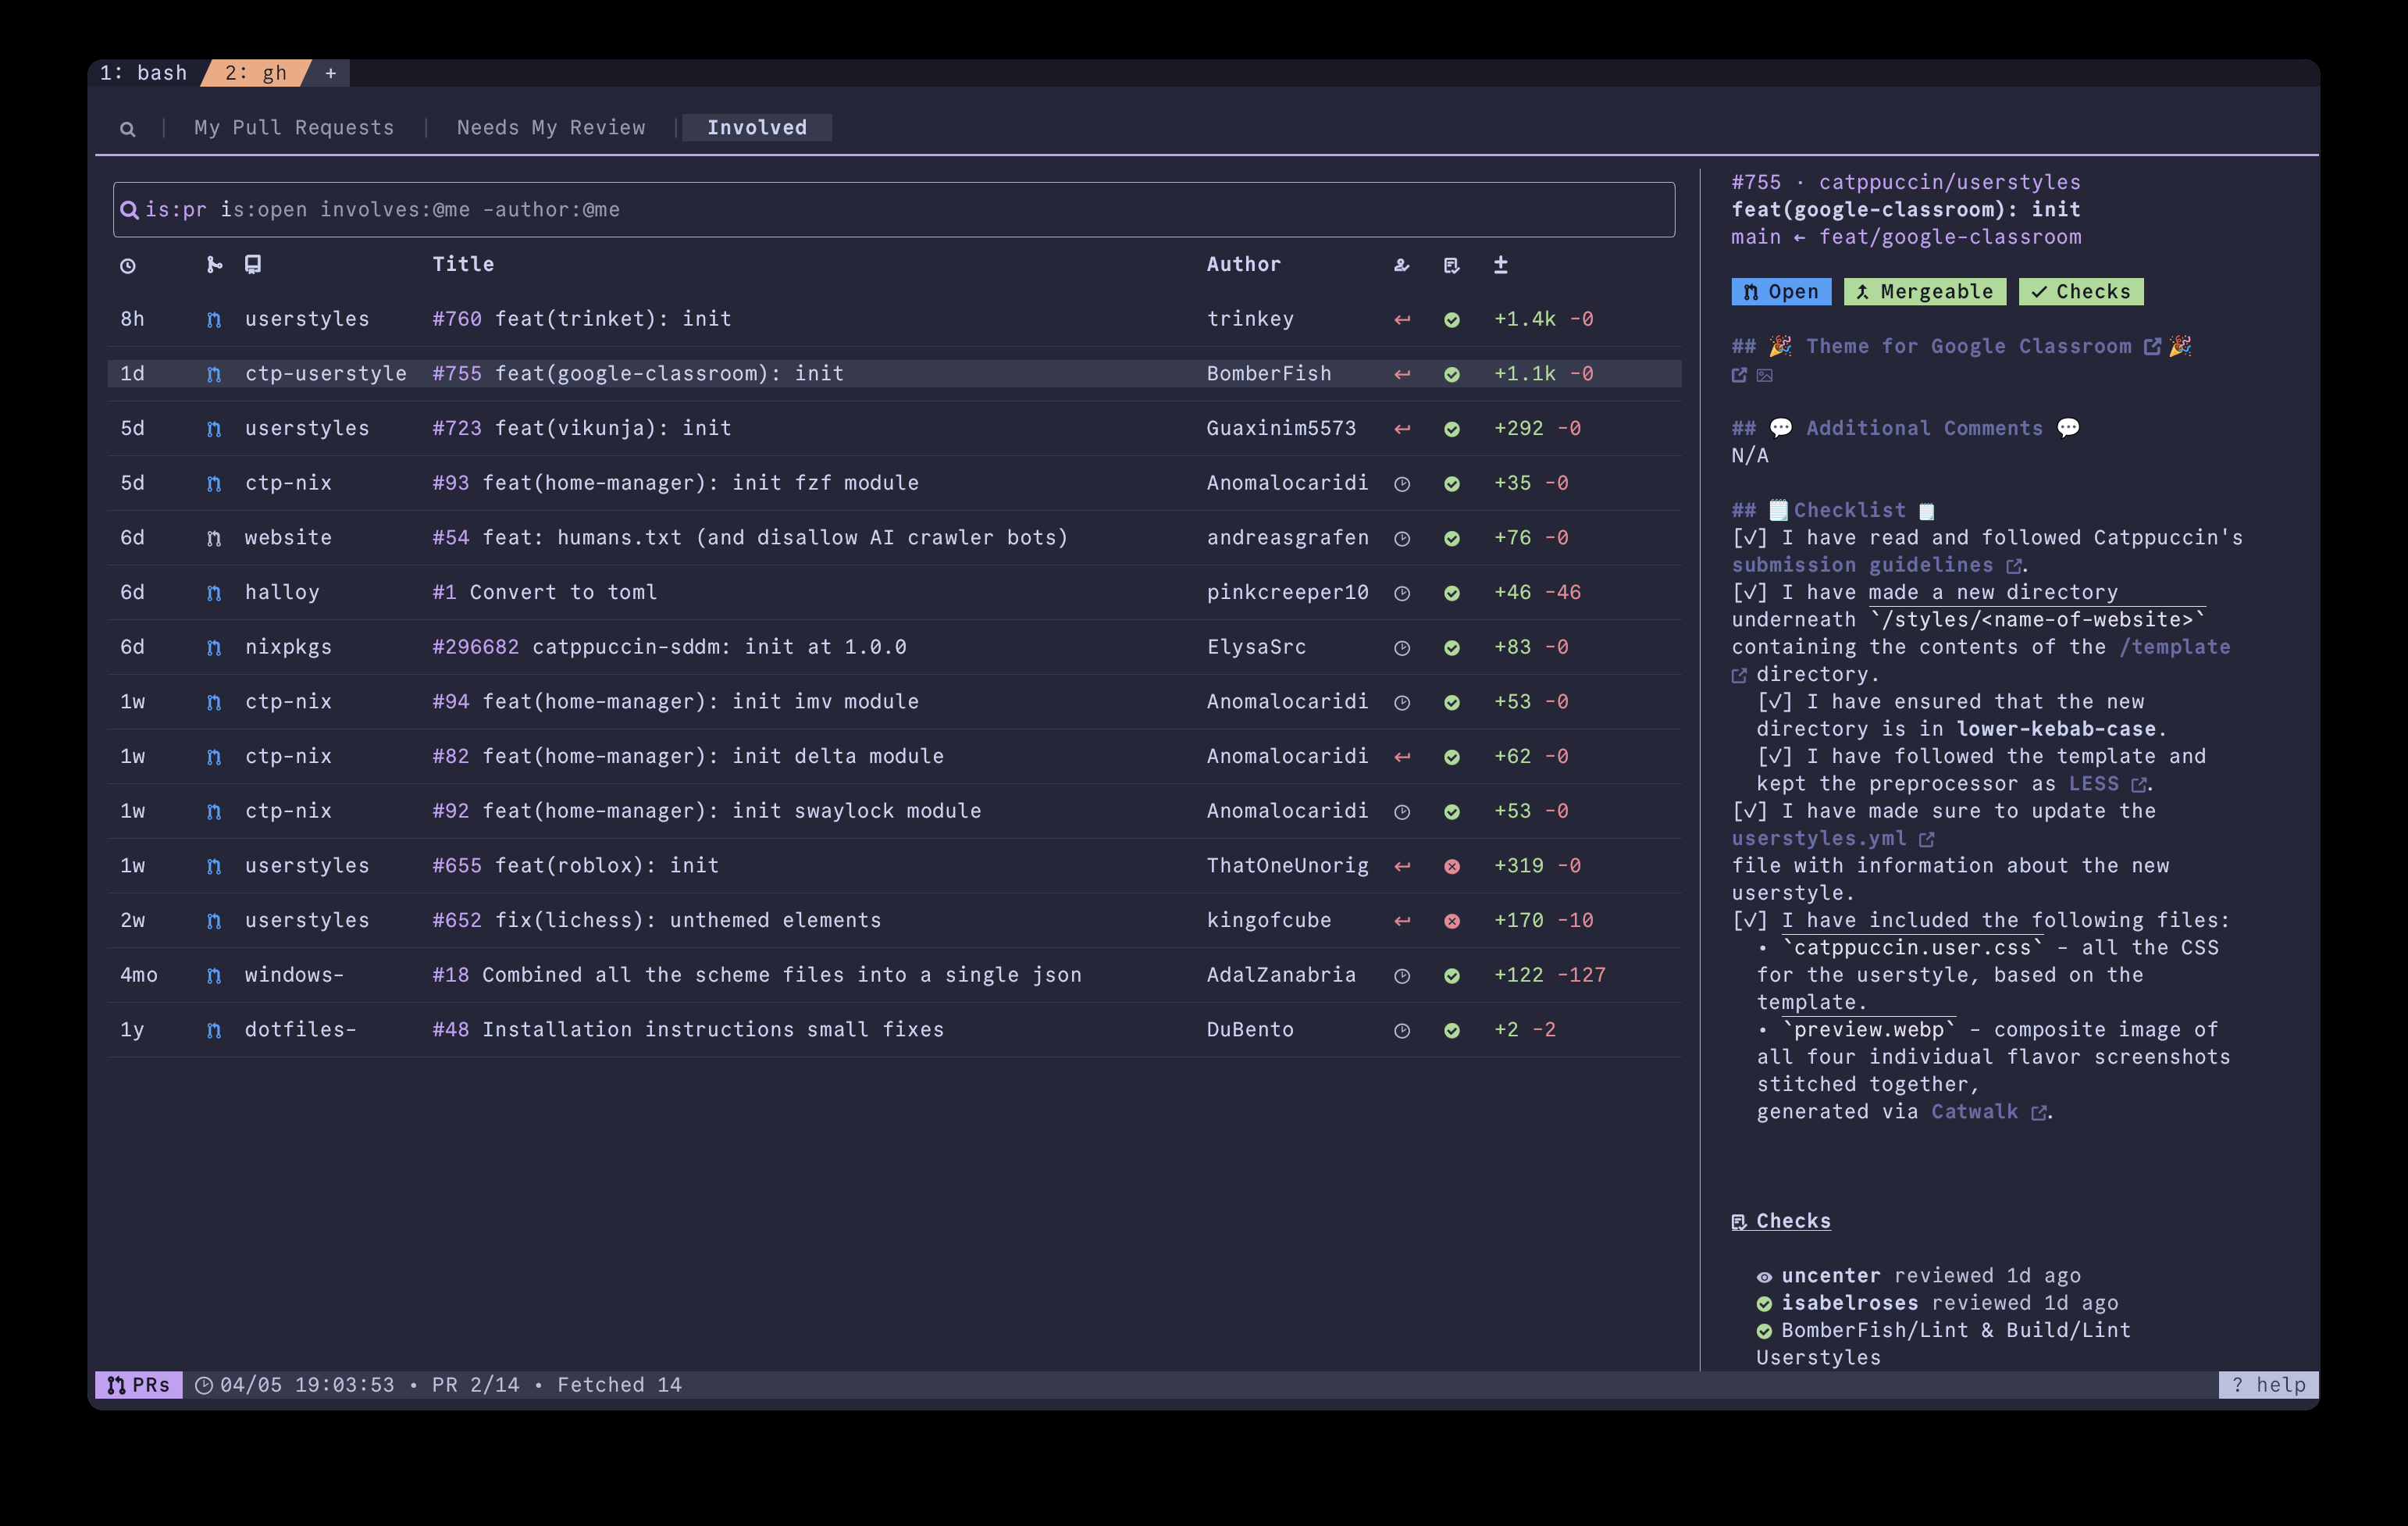 1: bash 2: gh +
My Pull Requests | Needs My Review | Involved
is:pr is:open involves:@me -author:@me
Title Author ±
8h userstyles #760 feat(trinket): init trinkey +1.4k -0
1d ctp-userstyle #755 feat(google-classroom): init BomberFish +1.1k -0
5d userstyles #723 feat(vikunja): init Guaxinim5573 +292 -0
5d ctp-nix #93 feat(home-manager): init fzf module Anomalocaridi +35 -0
6d website #54 feat: humans.txt (and disallow AI crawler bots) andreasgrafen +76 -0
6d halloy #1 Convert to toml pinkcreeper10 +46 -46
6d nixpkgs #296682 catppuccin-sddm: init at 1.0.0 ElysaSrc +83 -0
1w ctp-nix #94 feat(home-manager): init imv module Anomalocaridi +53 -0
1w ctp-nix #82 feat(home-manager): init delta module Anomalocaridi +62 -0
1w ctp-nix #92 feat(home-manager): init swaylock module Anomalocaridi +53 -0
1w userstyles #655 feat(roblox): init ThatOneUnorig +319 -0
2w userstyles #652 fix(lichess): unthemed elements kingofcube +170 -10
4mo windows- #18 Combined all the scheme files into a single json AdalZanabria +122 -127
1y dotfiles- #48 Installation instructions small fixes DuBento +2 -2
#755 · catppuccin/userstyles
feat(google-classroom): init
main ← feat/google-classroom
Open Mergeable ✓ Checks
## 🎉 Theme for Google Classroom 🎉
## 💬 Additional Comments 💬
N/A
## 🗒️ Checklist 🗒️
[✓] I have read and followed Catppuccin's
submission guidelines.
[✓] I have made a new directory
underneath `/styles/<name-of-website>`
containing the contents of the /template
directory.
[✓] I have ensured that the new
directory is in lower-kebab-case.
[✓] I have followed the template and
kept the preprocessor as LESS.
[✓] I have made sure to update the
userstyles.yml
file with information about the new
userstyle.
[✓] I have included the following files:
• `catppuccin.user.css` - all the CSS
for the userstyle, based on the
template.
• `preview.webp` - composite image of
all four individual flavor screenshots
stitched together,
generated via Catwalk.
Checks
uncenter reviewed 1d ago
isabelroses reviewed 1d ago
BomberFish/Lint & Build/Lint
Userstyles
PRs 04/05 19:03:53 • PR 2/14 • Fetched 14 ? help